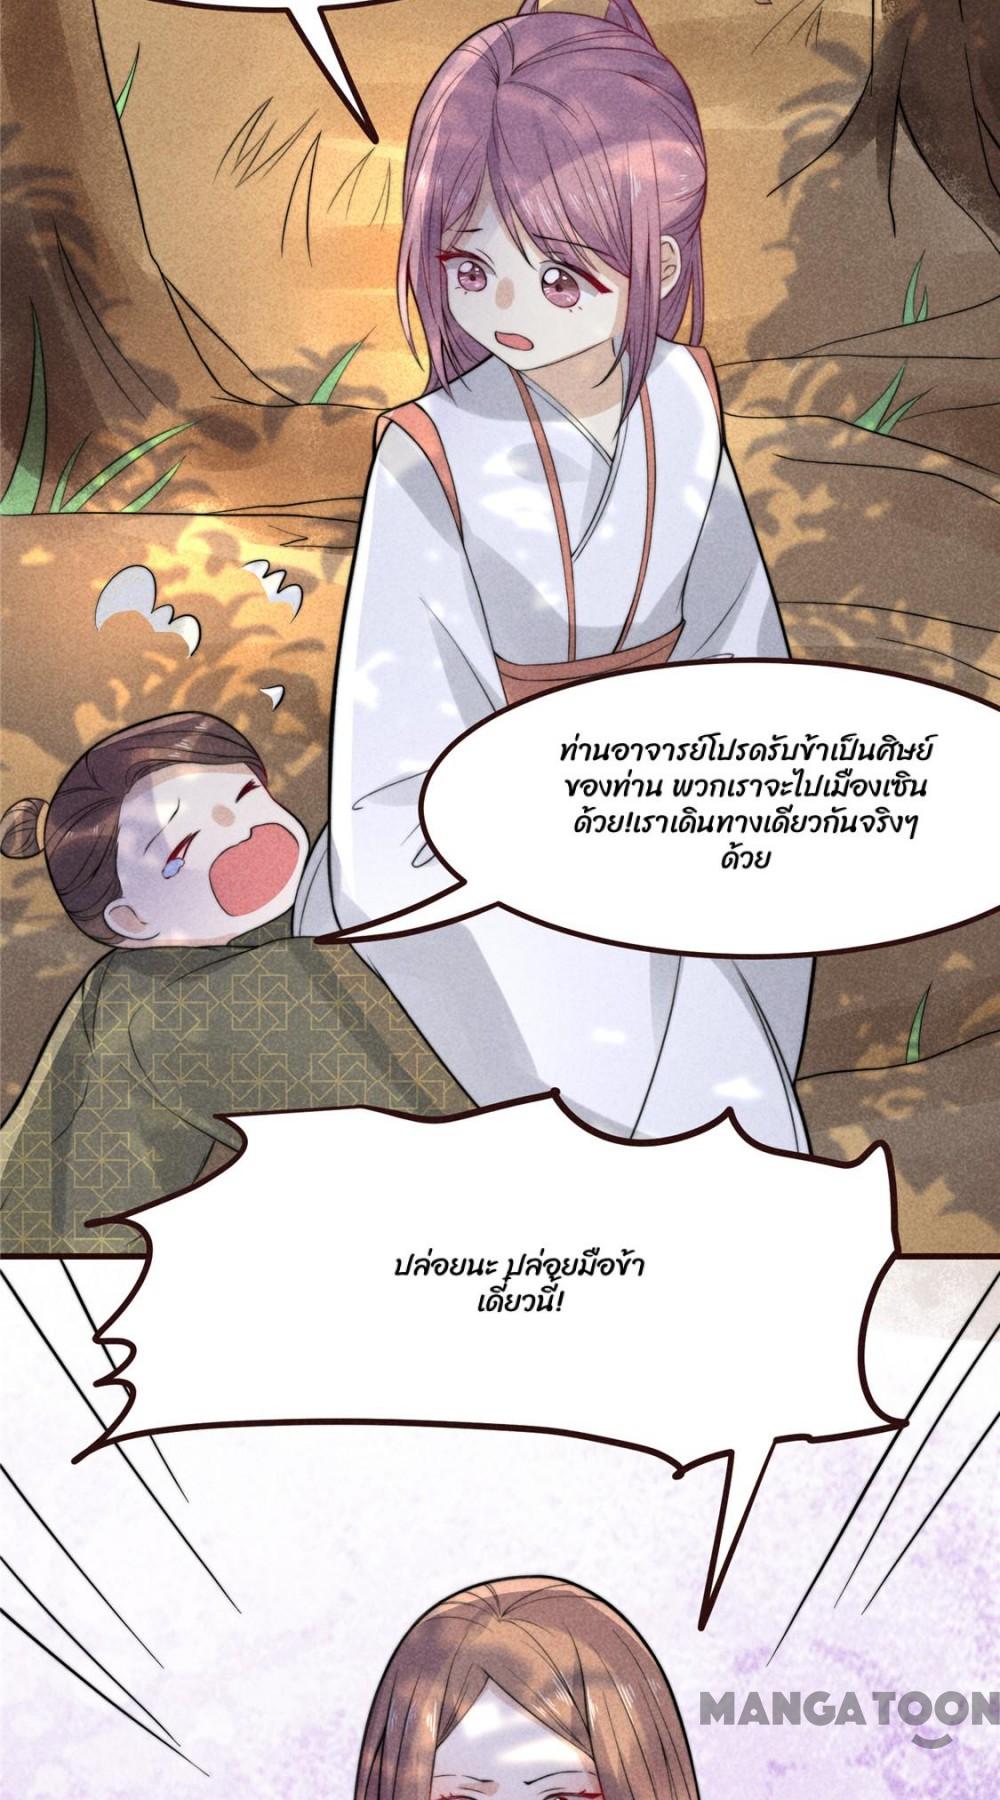 ท่านอาจารย์โปรดรับข้าเป็นศิษย์
ของท่าน พวกเราจะไปเมืองเซิน
ด้วย!เราเดินทางเดียวกันจริงๆ
ด้วย
ปล่อยนะ ปล่อยมือข้า
เดี๋ยวนี้!
MANGATOON